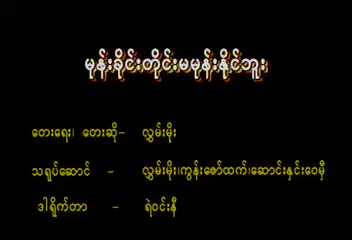 မုန်းခိုင်းတိုင်းမမုန်းနိုင်ဘူး
တေးရေး၊ တေးဆို– လွှမ်းမိုး
သရုပ်ဆောင် – လွှမ်းမိုး၊ကျွန်းဇော်ထက်၊ဆောင်းနှင်းဝေမှီ
ဒါရိုက်တာ – ရဲဝင်းနီ